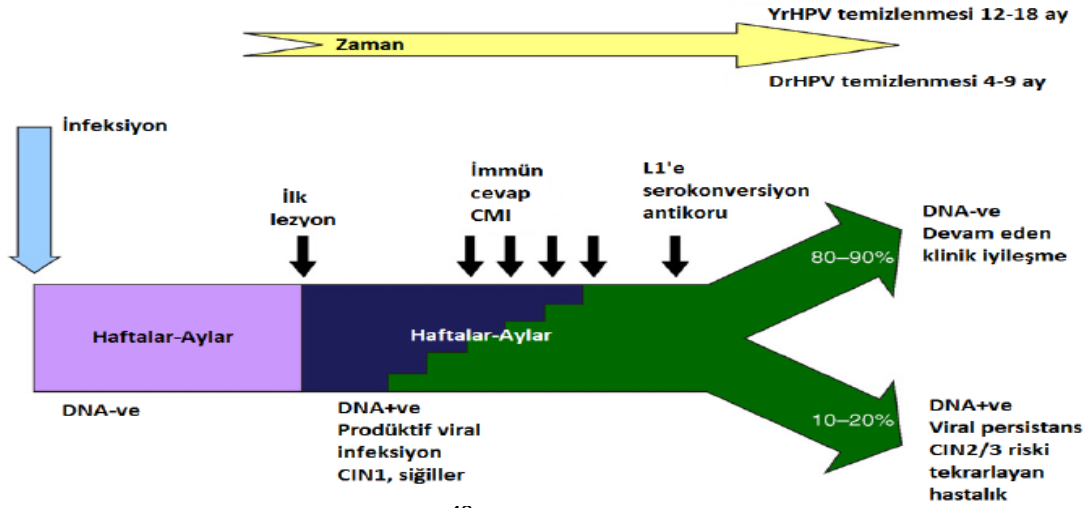 YrHPV temizlenmesi 12-18 ay
Zaman
DrHPV temizlenmesi 4-9 ay
İnfeksiyon
İlk
lezyon
İmmün
cevap
CMI
L1'e
serokonversiyon
antikoru
80–90%
DNA-ve
Devam eden
klinik iyileşme
Haftalar-Aylar
Haftalar-Aylar
DNA-ve
DNA+ve
Prodüktif viral
infeksiyon
CIN1, siğiller
10–20%
DNA+ve
Viral persistans
CIN2/3 riski
tekrarlayan
hastalık